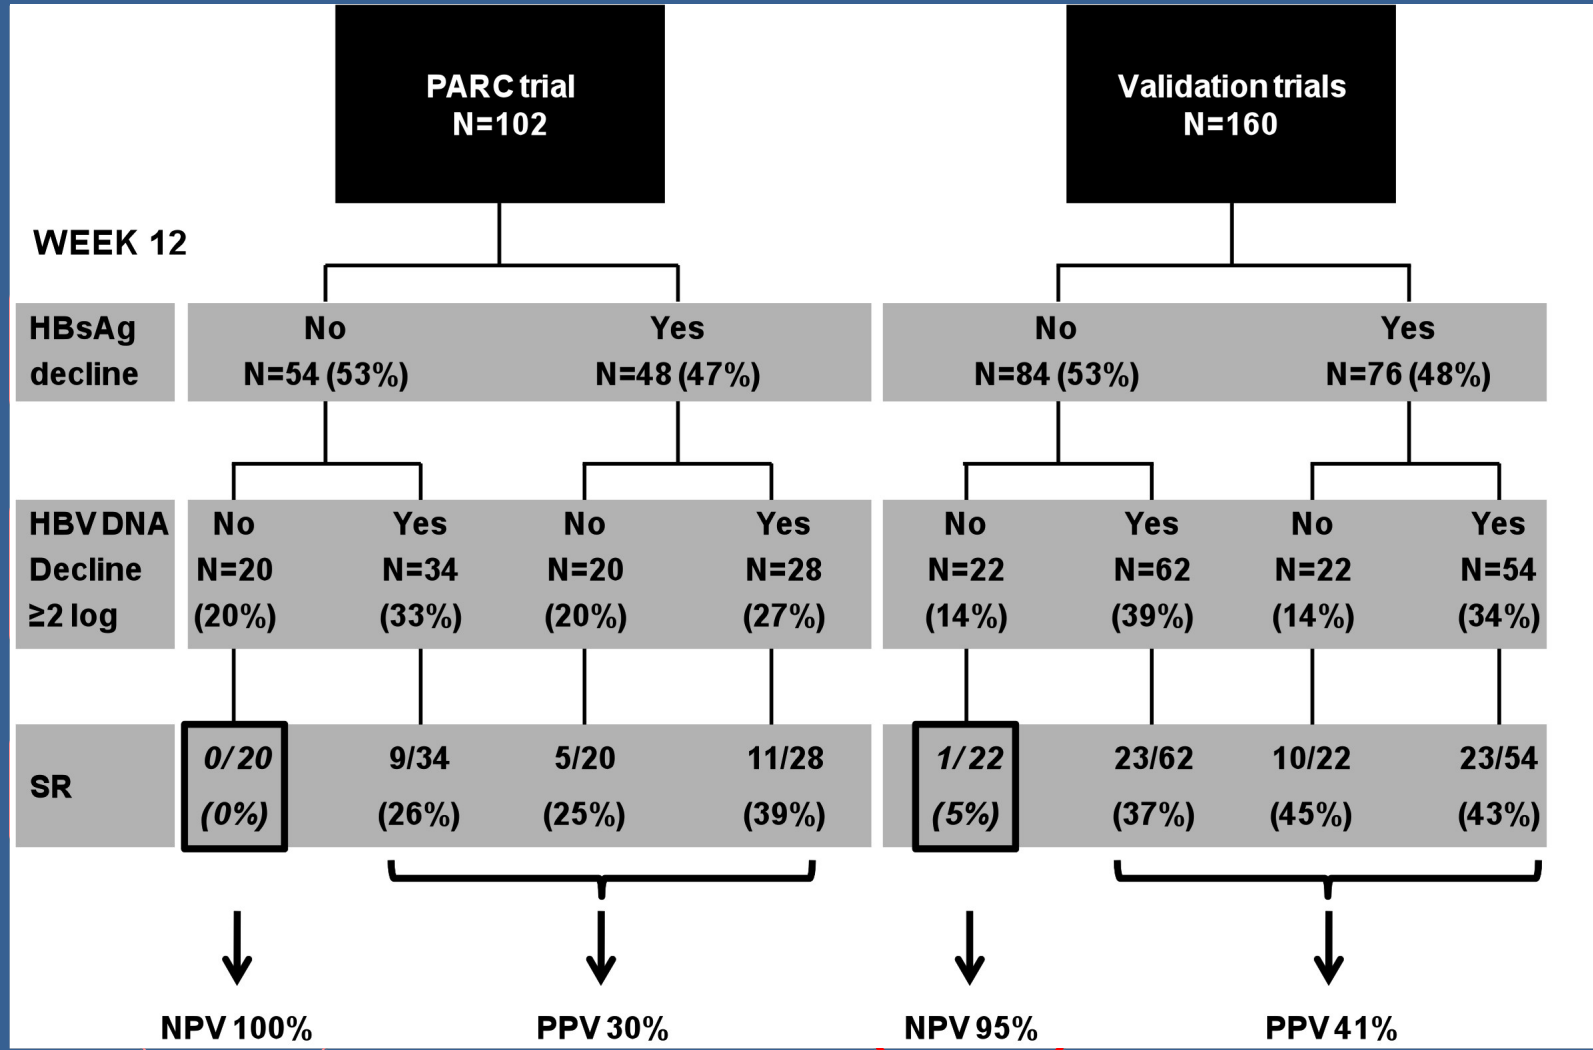 PARC trial
N=102
Validation trials
N=160
WEEK 12
HBsAg
decline
No
N=54 (53%)
Yes
N=48 (47%)
No
N=84 (53%)
Yes
N=76 (48%)
HBV DNA
Decline
≥2 log
No
N=20
(20%)
Yes
N=34
(33%)
No
N=20
(20%)
Yes
N=28
(27%)
No
N=22
(14%)
Yes
N=62
(39%)
No
N=22
(14%)
Yes
N=54
(34%)
SR
0/20
(0%)
9/34
(26%)
5/20
(25%)
11/28
(39%)
1/22
(5%)
23/62
(37%)
10/22
(45%)
23/54
(43%)
NPV 100%
PPV 30%
NPV 95%
PPV 41%